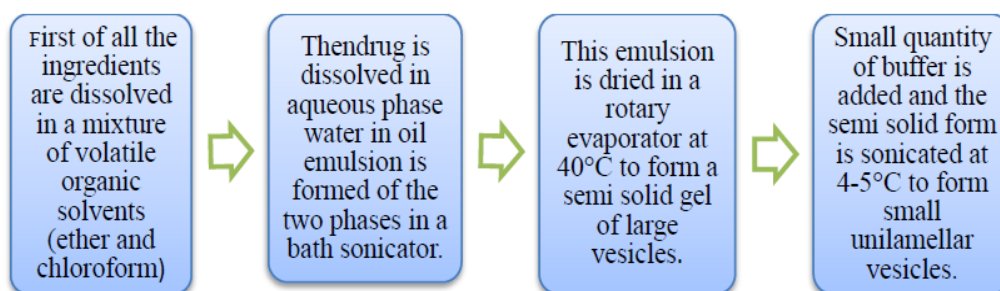 First of all the
ingredients
are dissolved
in a mixture
of volatile
organic
solvents
(ether and
chloroform)
Thendrug is
dissolved in
aqueous phase
water in oil
emulsion is
formed of the
two phases in a
bath sonicator.
This emulsion
is dried in a
rotary
evaporator at
40°C to form a
semi solid gel
of large
vesicles.
Small quantity
of buffer is
added and the
semi solid form
is sonicated at
4-5°C to form
small
unilamellar
vesicles.